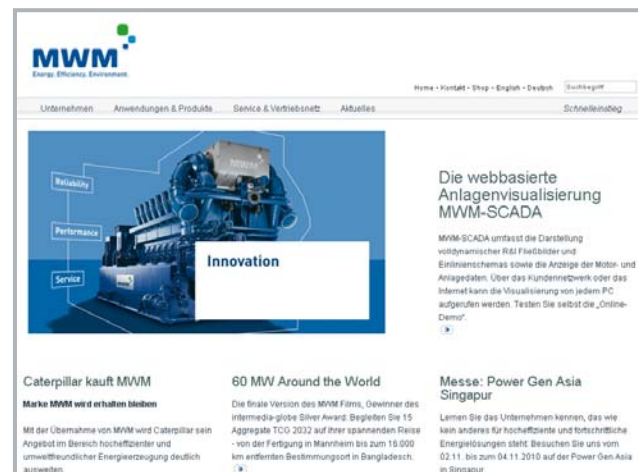 MWM
Energy. Efficiency. Environment.
Home • Kontakt • Shop • English • Deutsch
Suchbegriff
Unternehmen
Anwendungen & Produkte
Service & Vertriebsnetz
Aktuelles
Schnelleinstieg
Reliability
Performance
Service
MWM
Innovation
Die webbasierte
Anlagenvisualisierung
MWM-SCADA
MWM-SCADA umfasst die Darstellung
volldynamischer R&I Fließbilder und
Einlinienschemas sowie die Anzeige der Motor- und
Anlagedaten. Über das Kundennetzwerk oder das
Internet kann die Visualisierung von jedem PC
aufgerufen werden. Testen Sie selbst die „Online-
Demo".
Caterpillar kauft MWM
Marke MWM wird erhalten bleiben
Mit der Übernahme von MWM wird Caterpillar sein
Angebot im Bereich hocheffizienter und
umweltfreundlicher Energieerzeugung deutlich
ausweiten.
60 MW Around the World
Die finale Version des MWM Films, Gewinner des
intermedia-globe Silver Award: Begleiten Sie 15
Aggregate TCG 2032 auf ihrer spannenden Reise
- von der Fertigung in Mannheim bis zum 18.000
km entfernten Bestimmungsort in Bangladesch.
Messe: Power Gen Asia
Singapur
Lernen Sie das Unternehmen kennen, das wie
kein anderes für hocheffiziente und fortschrittliche
Energielösungen steht. Besuchen Sie uns vom
02.11. bis zum 04.11.2010 auf der Power Gen Asia
in Singapur.